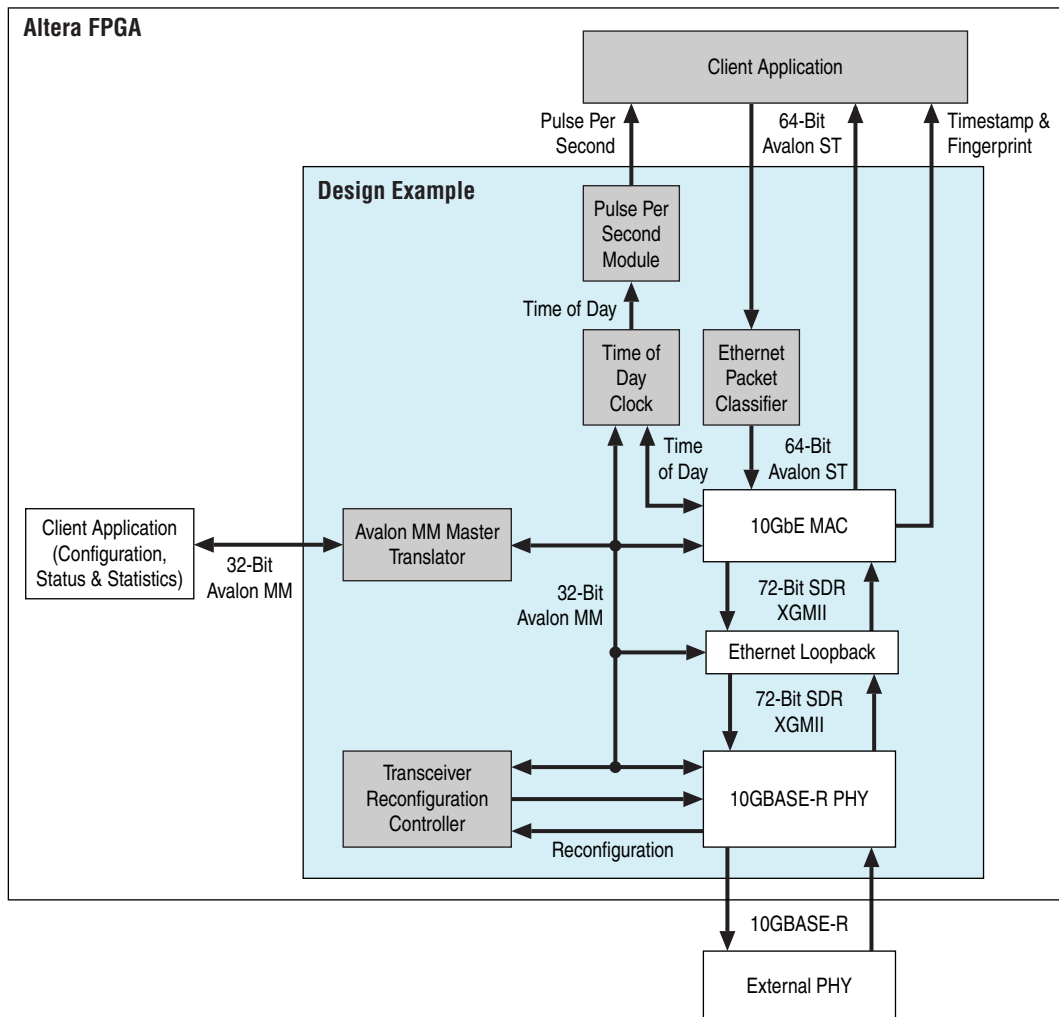 Altera FPGA
Client Application
Pulse Per
Second
64-Bit
Avalon ST
Timestamp &
Fingerprint
Design Example
Pulse Per
Second
Module
Time of Day
Time of
Day
Clock
Ethernet
Packet
Classifier
Time
of Day
64-Bit
Avalon ST
Client Application
(Configuration,
Status & Statistics)
32-Bit
Avalon MM
Avalon MM Master
Translator
10GbE MAC
32-Bit
Avalon MM
72-Bit SDR
XGMII
Ethernet Loopback
72-Bit SDR
XGMII
Transceiver
Reconfiguration
Controller
10GBASE-R PHY
Reconfiguration
10GBASE-R
External PHY